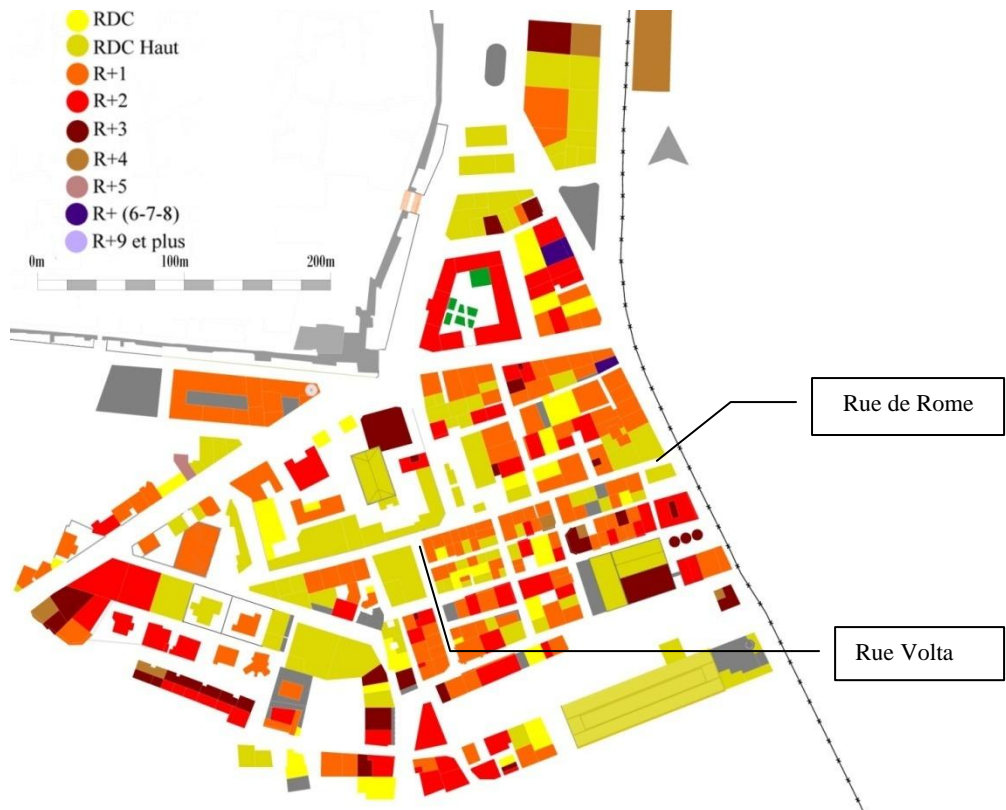 RDC
RDC Haut
R+1
R+2
R+3
R+4
R+5
R+ (6-7-8)
R+9 et plus
0m 100m 200m
Rue de Rome
Rue Volta